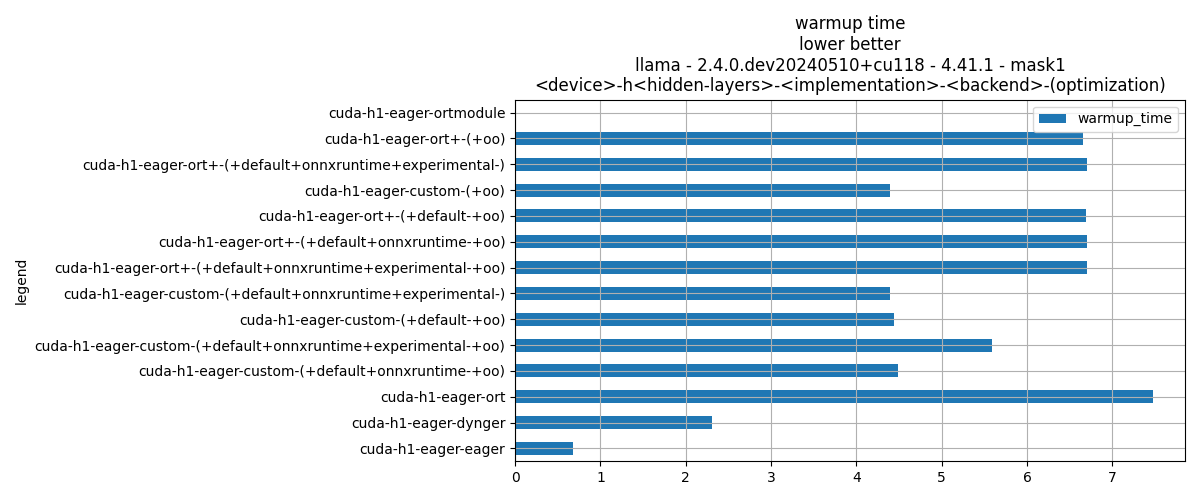 warmup time
lower better
llama - 2.4.0.dev20240510+cu118 - 4.41.1 - mask1
<device>-h<hidden-layers>-<implementation>-<backend>-(optimization)
warmup_time
legend
cuda-h1-eager-ortmodule
cuda-h1-eager-ort+-(+oo)
cuda-h1-eager-ort+-(+default+onnxruntime+experimental-)
cuda-h1-eager-custom-(+oo)
cuda-h1-eager-ort+-(+default-+oo)
cuda-h1-eager-ort+-(+default+onnxruntime-+oo)
cuda-h1-eager-ort+-(+default+onnxruntime+experimental-+oo)
cuda-h1-eager-custom-(+default+onnxruntime+experimental-)
cuda-h1-eager-custom-(+default-+oo)
cuda-h1-eager-custom-(+default+onnxruntime+experimental-+oo)
cuda-h1-eager-custom-(+default+onnxruntime-+oo)
cuda-h1-eager-ort
cuda-h1-eager-dynger
cuda-h1-eager-eager
0 1 2 3 4 5 6 7